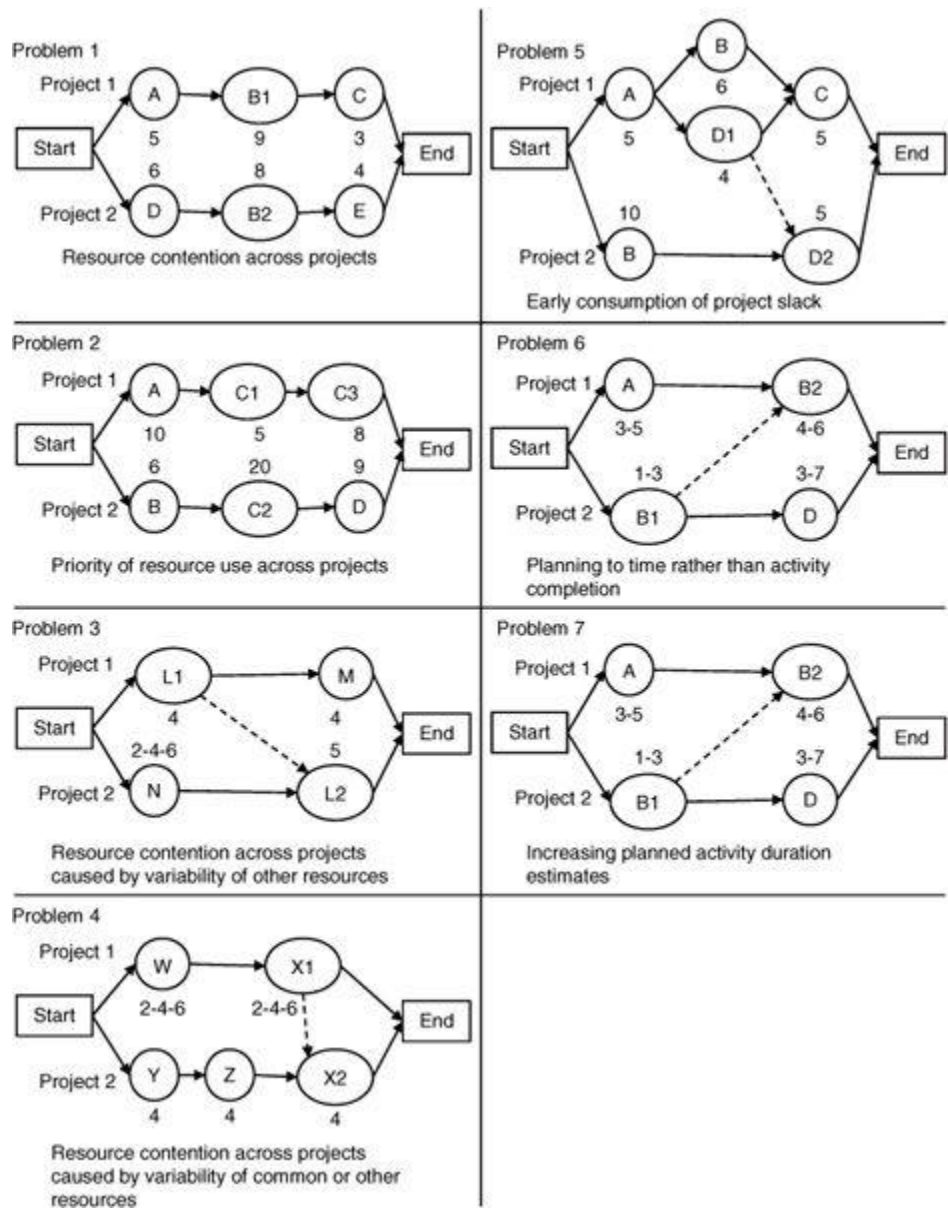 Problem 1
Project 1
A
B1
C
Start
5
9
3
End
6
8
4
Project 2
D
B2
E
Resource contention across projects
Problem 5
Project 1
B
A
6
C
Start
5
D1
5
End
4
10
5
Project 2
B
D2
Early consumption of project slack
Problem 2
Project 1
A
C1
C3
Start
10
5
8
End
6
20
9
Project 2
B
C2
D
Priority of resource use across projects
Problem 6
Project 1
A
B2
3-5
4-6
Start
End
1-3
3-7
Project 2
B1
D
Planning to time rather than activity
completion
Problem 3
Project 1
L1
M
Start
4
4
End
2-4-6
5
Project 2
N
L2
Resource contention across projects
caused by variability of other resources
Problem 7
Project 1
A
B2
3-5
4-6
Start
End
1-3
3-7
Project 2
B1
D
Increasing planned activity duration
estimates
Problem 4
Project 1
W
X1
2-4-6
2-4-6
Start
End
Project 2
Y
Z
X2
4
4
4
Resource contention across projects
caused by variability of common or other
resources